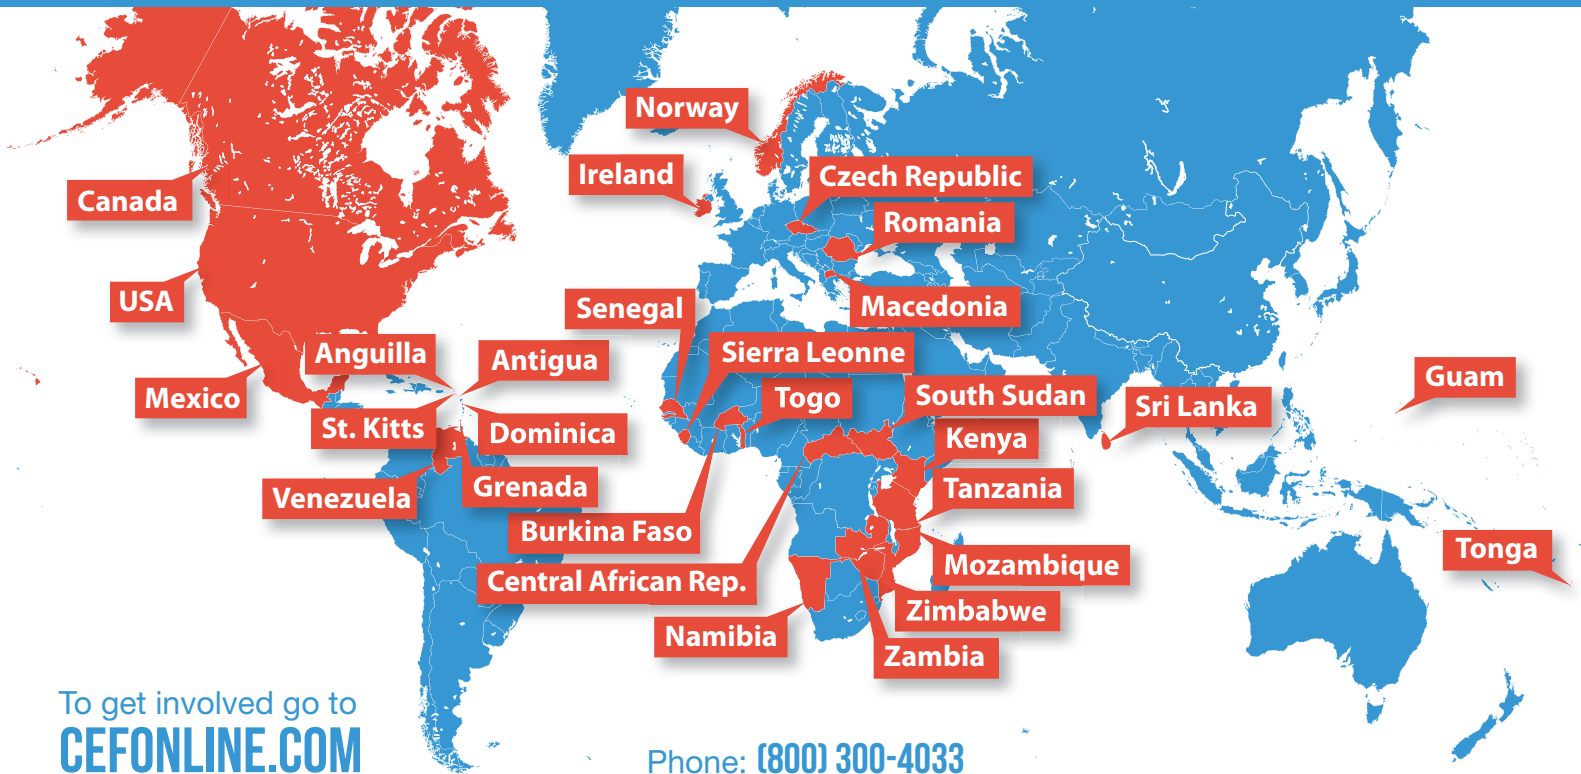 Norway
Ireland
Czech Republic
Canada
Romania
USA
Senegal
Macedonia
Anguilla
Antigua
Sierra Leonne
Mexico
Togo
South Sudan
Sri Lanka
Guam
St. Kitts
Dominica
Kenya
Venezuela
Grenada
Tanzania
Burkina Faso
Central African Rep.
Mozambique
Tonga
Zimbabwe
Namibia
Zambia
To get involved go to
CEFONLINE.COM
Phone: (800) 300-4033